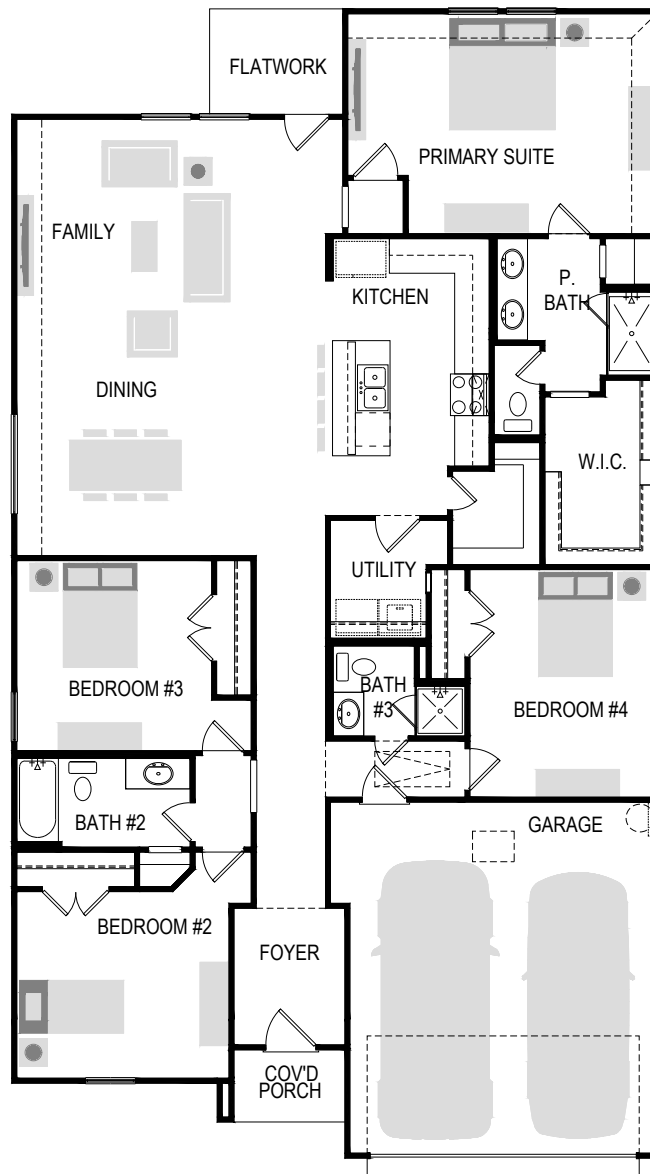 FLATWORK
PRIMARY SUITE
FAMILY
KITCHEN
P.
BATH
DINING
W.I.C.
UTILITY
BEDROOM #3
BATH
#3
BEDROOM #4
BATH #2
GARAGE
BEDROOM #2
FOYER
COV'D
PORCH